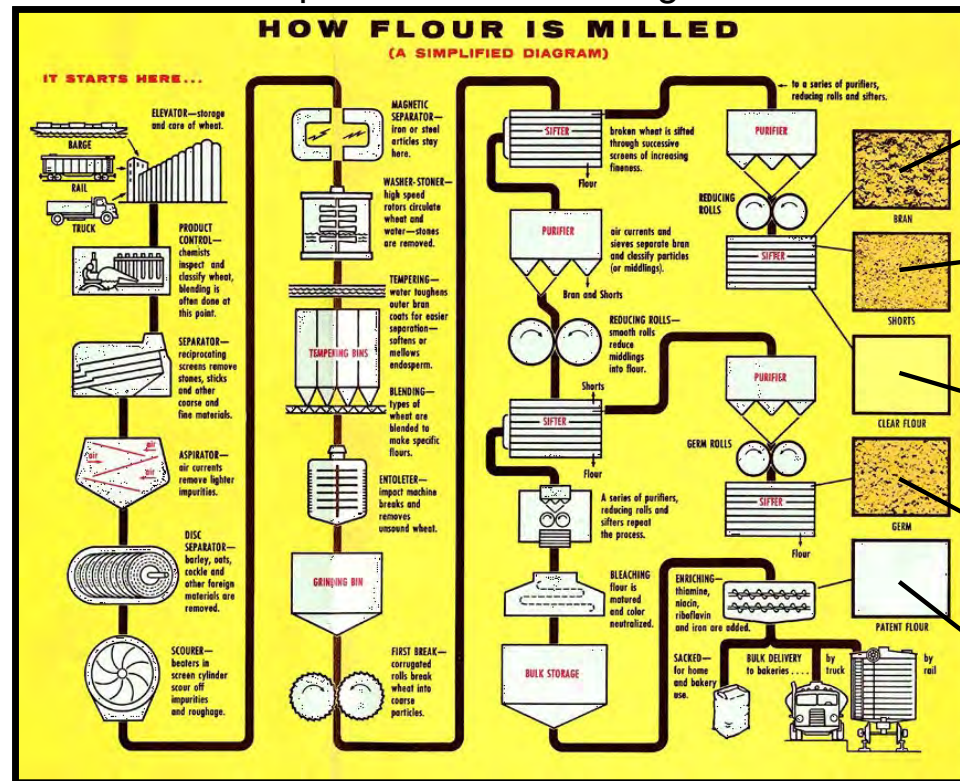 HOW FLOUR IS MILLED
(A SIMPLIFIED DIAGRAM)
IT STARTS HERE...
ELEVATOR—storage
and care of wheat.
BARGE
RAIL
TRUCK
PRODUCT
CONTROL—
chemists
inspect and
classify wheat,
blending is
often done at
this point.
SEPARATOR—
reciprocating
screens remove
stones, sticks
and other
coarse and
fine materials.
air
air
ASPIRATOR—
air currents
remove lighter
impurities.
DISC
SEPARATOR—
barley, oats,
cockle and
other foreign
materials are
removed.
SCOURER—
beaters in
screen cylinder
scour off
impurities
and roughage.
MAGNETIC
SEPARATOR—
iron or steel
articles stay
here.
WASHER-STONER—
high speed
rotors circulate
wheat and
water—stones
are removed.
TEMPERING—
water toughens
outer bran
coats for easier
separation—
softens or
mellows
endosperm.
TEMPERING BINS
BLENDING—
types of
wheat are
blended to
make specific
flours.
ENTOLETER—
impact machine
breaks and
removes
unsound wheat.
GRINDING BIN
FIRST BREAK—
corrugated
rolls break
wheat into
coarse
particles.
SIFTER
broken wheat is sifted
through successive
screens of increasing
fineness.
Flour
PURIFIER
air currents and
sieves separate bran
and classify particles
(or middlings).
Bran and Shorts
REDUCING ROLLS—
smooth rolls
reduce
middlings
into flour.
Shorts
SIFTER
Flour
A series of purifiers,
reducing rolls and
sifters repeat
the process.
BLEACHING
flour is
matured
and color
neutralized.
BULK STORAGE
to a series of purifiers,
reducing rolls and sifters.
PURIFIER
REDUCING
ROLLS
SIFTER
PURIFIER
GERM ROLLS
SIFTER
Flour
ENRICHING—
thiamine,
niacin,
riboflavin
and iron are added.
SACKED—
for home
and bakery
use.
BULK DELIVERY
to bakeries....
by
truck
by
rail
BRAN
SHORTS
CLEAR FLOUR
GERM
PATENT FLOUR